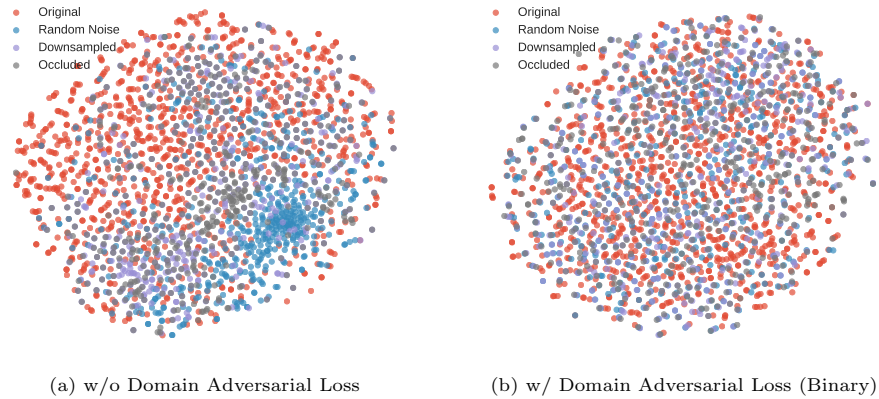 Original
Random Noise
Downsampled
Occluded
Original
Random Noise
Downsampled
Occluded
(a) w/o Domain Adversarial Loss
(b) w/ Domain Adversarial Loss (Binary)